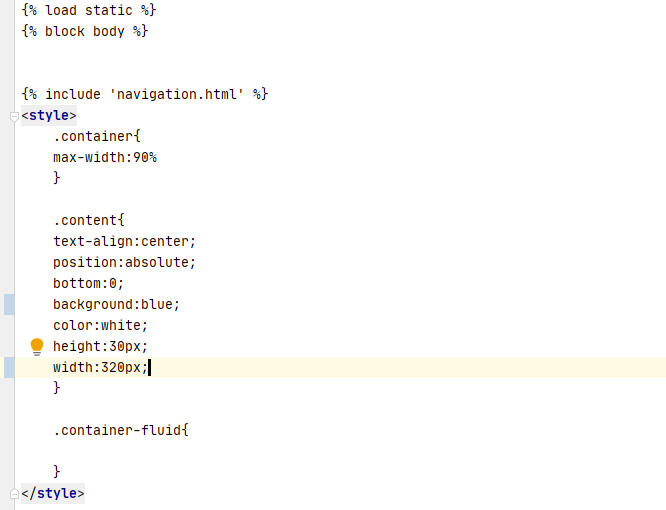 {% load static %}
{% block body %}
{% include 'navigation.html' %}
<style>
.container{
max-width:90%
}
.content{
text-align:center;
position:absolute;
bottom:0;
background:blue;
color:white;
height:30px;
width:320px;
}
.container-fluid{
}
</style>